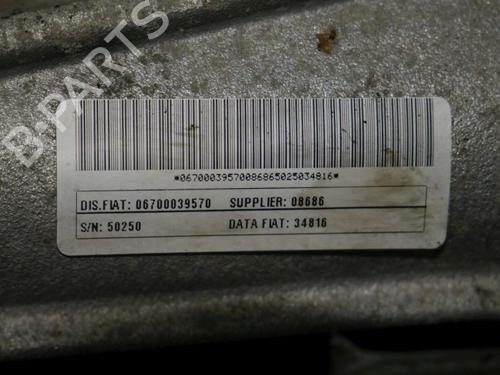 B-PARTS
*06700039570086865025034816*
DIS.FIAT: 06700039570 SUPPLIER: 08686
S/N: 50250 DATA FIAT: 34816